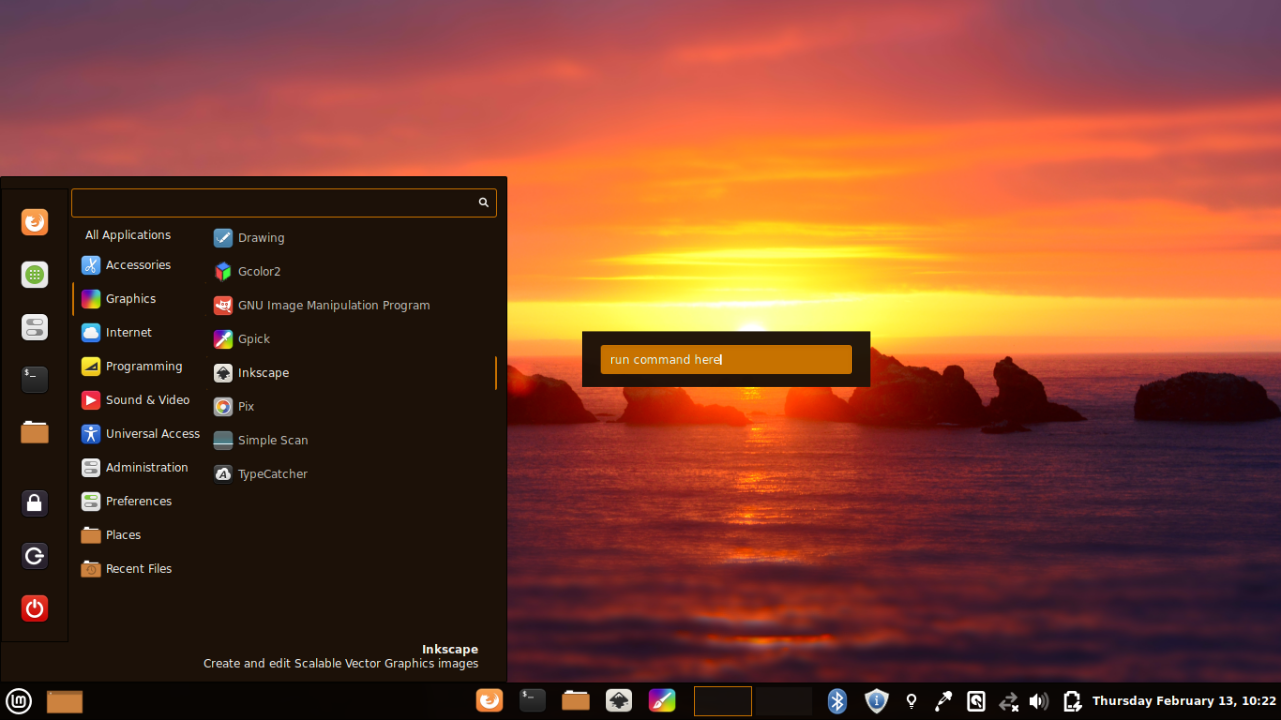 All Applications
Accessories
Graphics
Internet
Programming
Sound & Video
Universal Access
Administration
Preferences
Places
Recent Files
Drawing
Gcolor2
GNU Image Manipulation Program
Gpick
Inkscape
Pix
Simple Scan
TypeCatcher
Inkscape
Create and edit Scalable Vector Graphics images
run command here
Thursday February 13, 10:22